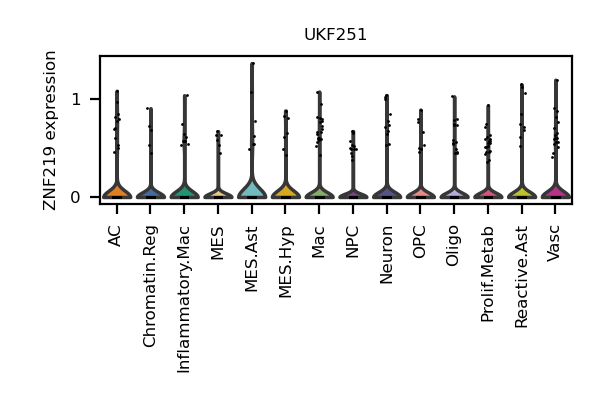 UKF251
ZNF219 expression
1
0
AC
Chromatin.Reg
Inflammatory.Mac
MES
MES.Ast
MES.Hyp
Mac
NPC
Neuron
OPC
Oligo
Prolif.Metab
Reactive.Ast
Vasc